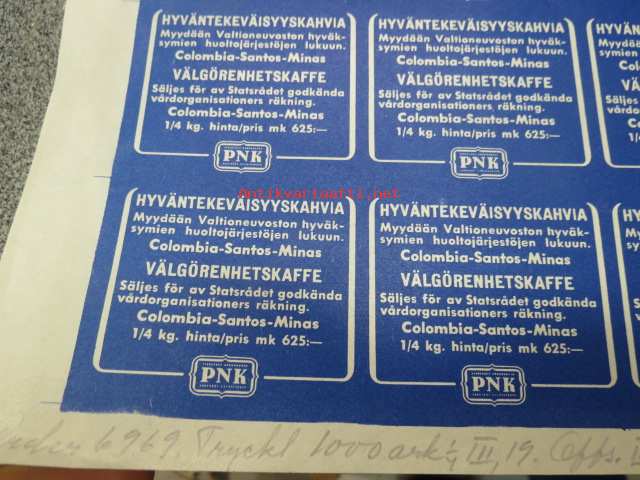 HYVÄNTEKEVÄISYYSKAHVIA
Myydään Valtioneuvoston hyväk-
symien huoltojärjestöjen lukuun.
Colombia-Santos-Minas
VÄLGÖRENHETSKAFFE
Säljes för av Statsrådet godkända
vårdorganisationers räkning.
Colombia-Santos-Minas
1/4 kg. hinta/pris mk 625:—
PNK
HYVÄNTEKEVÄISYYSKAHVIA
Myydään Valtioneuvoston hyväk-
symien huoltojärjestöjen lukuun.
Colombia-Santos-Minas
VÄLGÖRENHETSKAFFE
Säljes för av Statsrådet godkända
vårdorganisationers räkning.
Colombia-Santos-Minas
1/4 kg. hinta/pris mk 625:—
PNK
HYVÄNTEKEVÄISYYSKAHVIA
Myydään Valtioneuvoston hyväk-
symien huoltojärjestöjen lukuun.
Colombia-Santos-Minas
VÄLGÖRENHETSKAFFE
Säljes för av Statsrådet godkända
vårdorganisationers räkning.
Colombia-Santos-Minas
1/4 kg. hinta/pris mk 625:—
PNK
HYVÄNTEKEVÄISYYSKAHVIA
Myydään Valtioneuvoston hyväk-
symien huoltojärjestöjen lukuun.
Colombia-Santos-Minas
VÄLGÖRENHETSKAFFE
Säljes för av Statsrådet godkända
vårdorganisationers räkning.
Colombia-Santos-Minas
1/4 kg. hinta/pris mk 625:—
PNK
6969. Tryckt 1000 ark III 19. Offs.